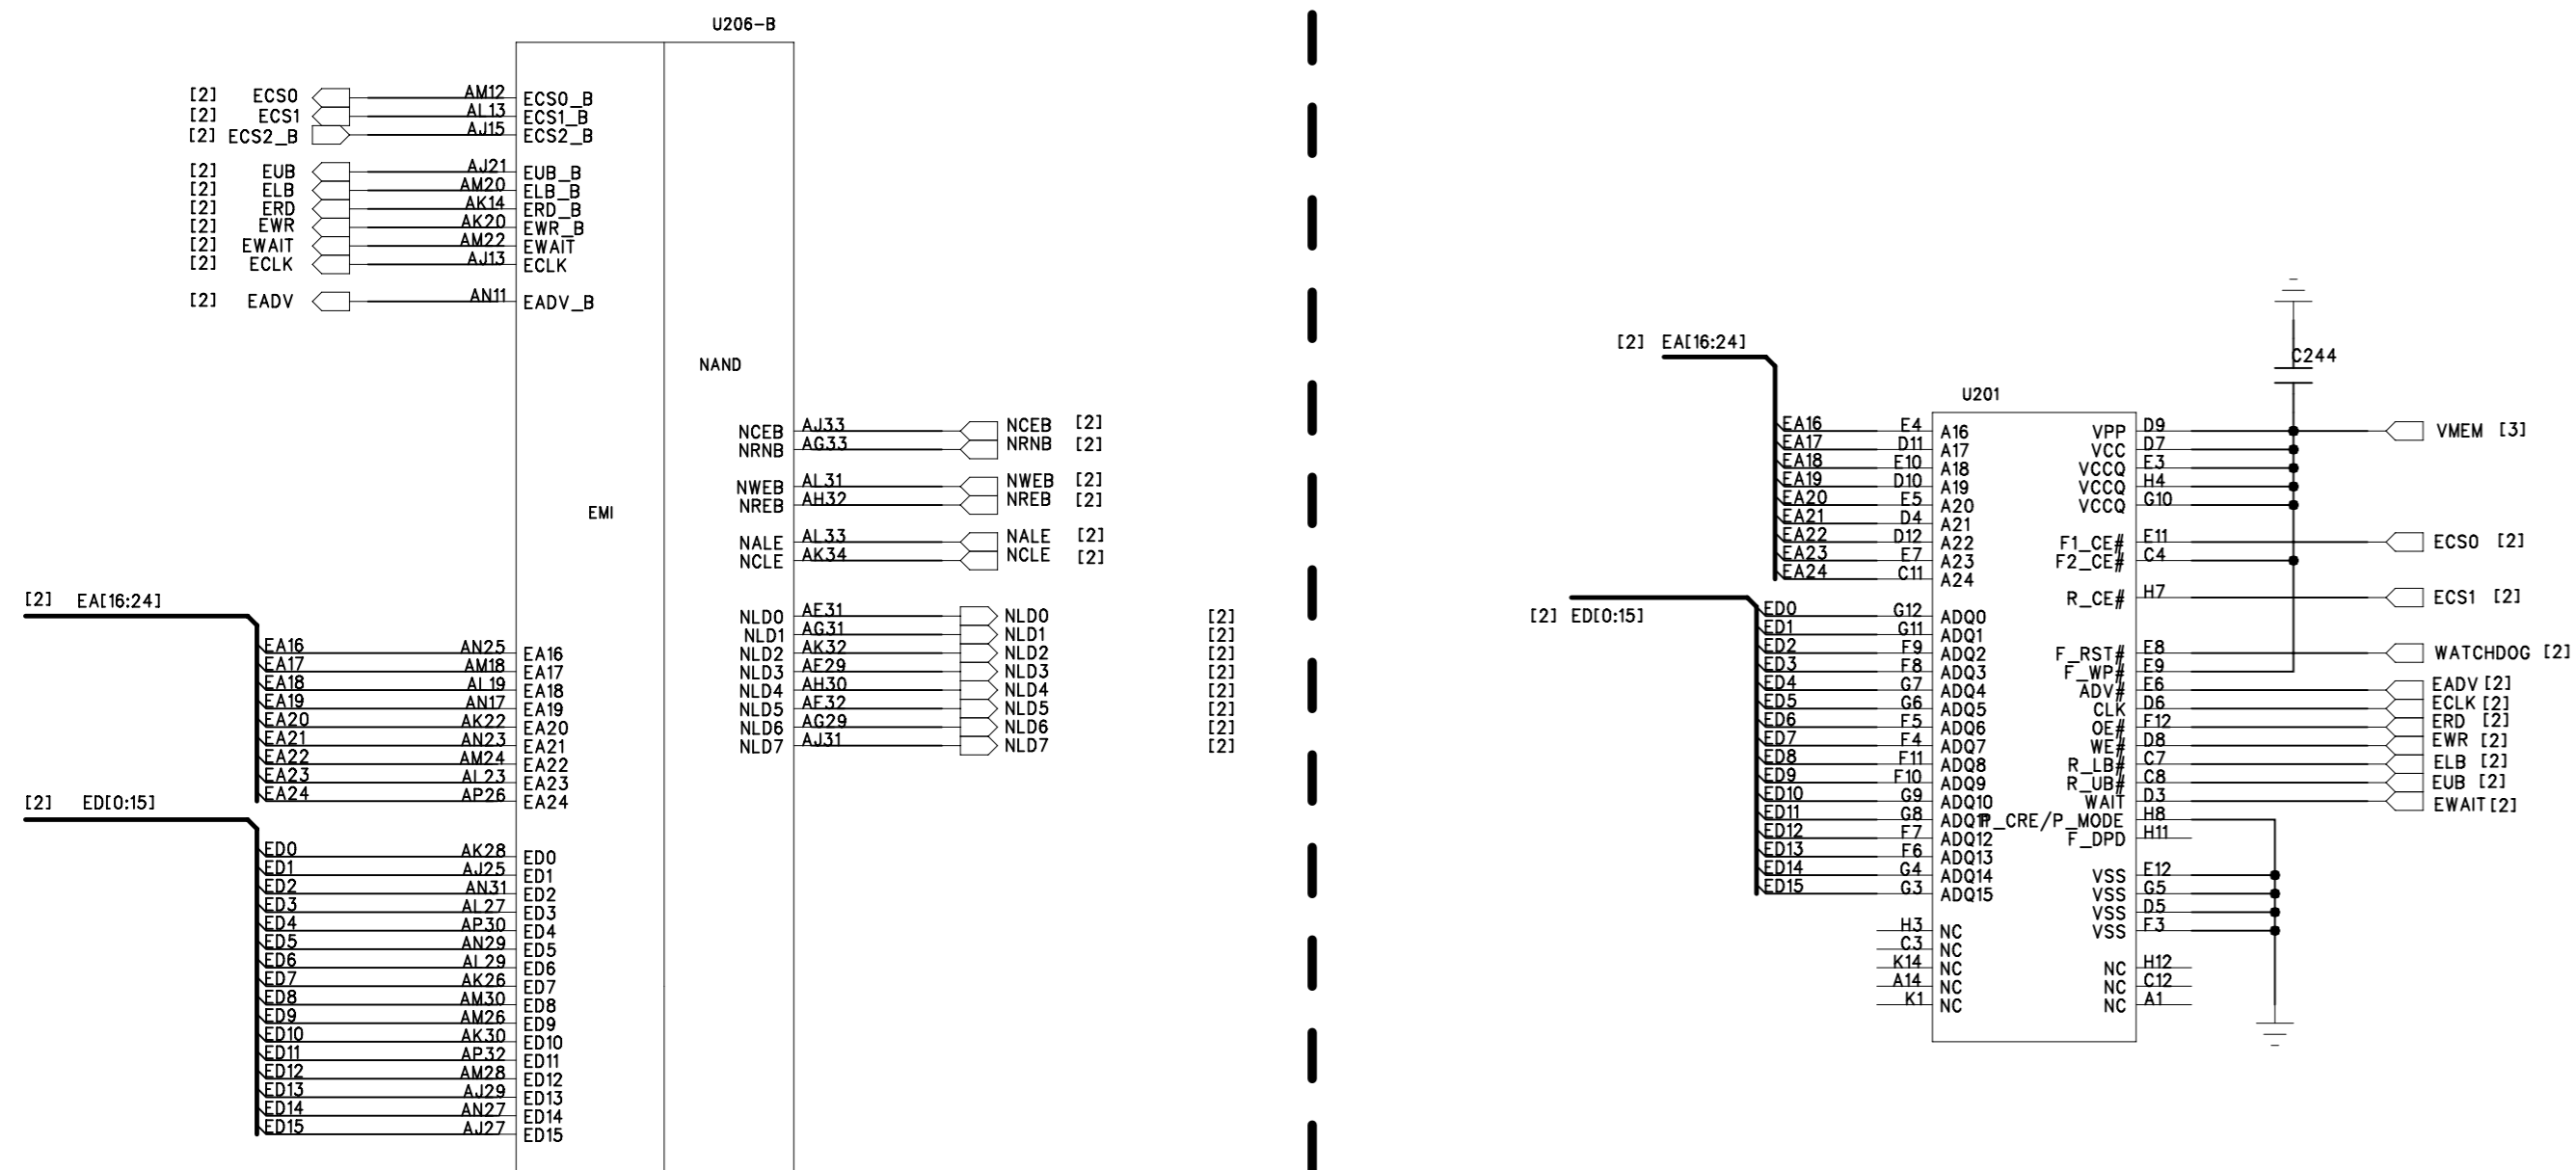 U206-B
[2] ECS0 AM12 ECS0_B
[2] ECS1 AL13 ECS1_B
[2] ECS2_B AJ15 ECS2_B
[2] EUB AJ21 EUB_B
[2] ELB AM20 ELB_B
[2] ERD AK14 ERD_B
[2] EWR AK20 EWR_B
[2] EWAIT AM22 EWAIT
[2] ECLK AJ13 ECLK
[2] EADV AN11 EADV_B
NAND
NCEB AJ33 NCEB [2]
NRNB AG33 NRNB [2]
NWEB AL31 NWEB [2]
NREB AH32 NREB [2]
EMI
NALE AL33 NALE [2]
NCLE AK34 NCLE [2]
NLD0 AF31 NLD0 [2]
NLD1 AG31 NLD1 [2]
NLD2 AK32 NLD2 [2]
NLD3 AF29 NLD3 [2]
NLD4 AH30 NLD4 [2]
NLD5 AF32 NLD5 [2]
NLD6 AG29 NLD6 [2]
NLD7 AJ31 NLD7 [2]
[2] EA[16:24]
EA16 AN25 EA16
EA17 AM18 EA17
EA18 AL19 EA18
EA19 AN17 EA19
EA20 AK22 EA20
EA21 AN23 EA21
EA22 AM24 EA22
EA23 AL23 EA23
EA24 AP26 EA24
[2] ED[0:15]
ED0 AK28 ED0
ED1 AJ25 ED1
ED2 AN31 ED2
ED3 AL27 ED3
ED4 AP30 ED4
ED5 AN29 ED5
ED6 AL29 ED6
ED7 AK26 ED7
ED8 AM30 ED8
ED9 AM26 ED9
ED10 AK30 ED10
ED11 AP32 ED11
ED12 AM28 ED12
ED13 AJ29 ED13
ED14 AN27 ED14
ED15 AJ27 ED15
[2] EA[16:24]
C244
U201
EA16 E4 A16
EA17 D11 A17
EA18 E10 A18
EA19 D10 A19
EA20 E5 A20
EA21 D4 A21
EA22 D12 A22
EA23 E7 A23
EA24 C11 A24
[2] ED[0:15]
ED0 G12 ADQ0
ED1 G11 ADQ1
ED2 F9 ADQ2
ED3 F8 ADQ3
ED4 G7 ADQ4
ED5 G6 ADQ5
ED6 F5 ADQ6
ED7 F4 ADQ7
ED8 F11 ADQ8
ED9 F10 ADQ9
ED10 G9 ADQ10
ED11 G8
ED12 F7 ADQ12
ED13 F6 ADQ13
ED14 G4 ADQ14
ED15 G3 ADQ15
H3 NC
C3 NC
K14 NC
A14 NC
K1 NC
VPP D9 VMEM [3]
VCC D7
VCCQ E3
VCCQ H4
VCCQ G10
F1_CE# E11 ECS0 [2]
F2_CE# C4
R_CE# H7 ECS1 [2]
F_RST# E8 WATCHDOG [2]
F_WP# E9
ADV# E6 EADV [2]
CLK D6 ECLK [2]
OE# F12 ERD [2]
WE# D8 EWR [2]
R_LB# C7 ELB [2]
R_UB# C8 EUB [2]
WAIT D3 EWAIT [2]
_CRE/P_MODE H8
F_DPD H11
VSS E12
VSS G5
VSS D5
VSS F3
NC H12
NC C12
NC A1